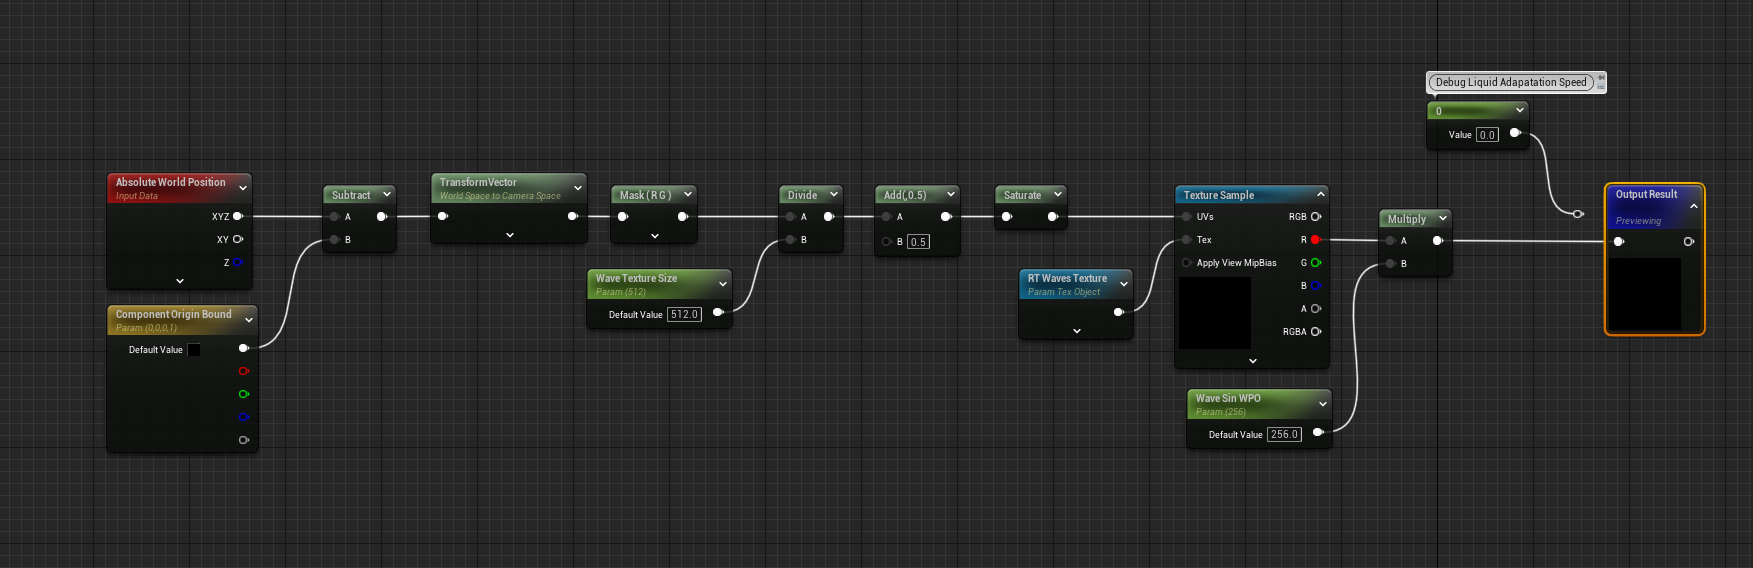 Debug Liquid Adapatation Speed
0
Value 0.0
Absolute World Position
Input Data
XYZ
XY
Z
Component Origin Bound
Param (0,0,0,1)
Default Value
Subtract
A
B
TransformVector
World Space to Camera Space
Mask ( R G )
Wave Texture Size
Param (512)
Default Value 512.0
Divide
A
B
Add(,0.5)
A
B 0.5
Saturate
RT Waves Texture
Param Tex Object
Texture Sample
UVs RGB
Tex R
Apply View MipBias G
B
A
RGBA
Wave Sin WPO
Param (256)
Default Value 256.0
Multiply
A
B
Output Result
Previewing